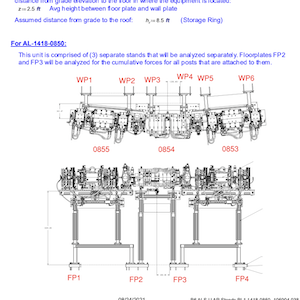 distance from grade elevation to the floor in where the equipment is located.
z = 2.5 ft Avg height between floor plate and wall plate
Assumed distance from grade to the roof: hr = 8.5 ft (Storage Ring)
For AL-1418-0850:
This unit is comprised of (3) separate stands that will be analyzed separately. Floorplates FP2
and FP3 will be analyzed for the cumulative forces for all posts that are attached to them.
WP1 WP2 WP3 WP4 WP5 WP6
0855 0854 0853
FP1 FP2 FP3 FP4
08/24/2021